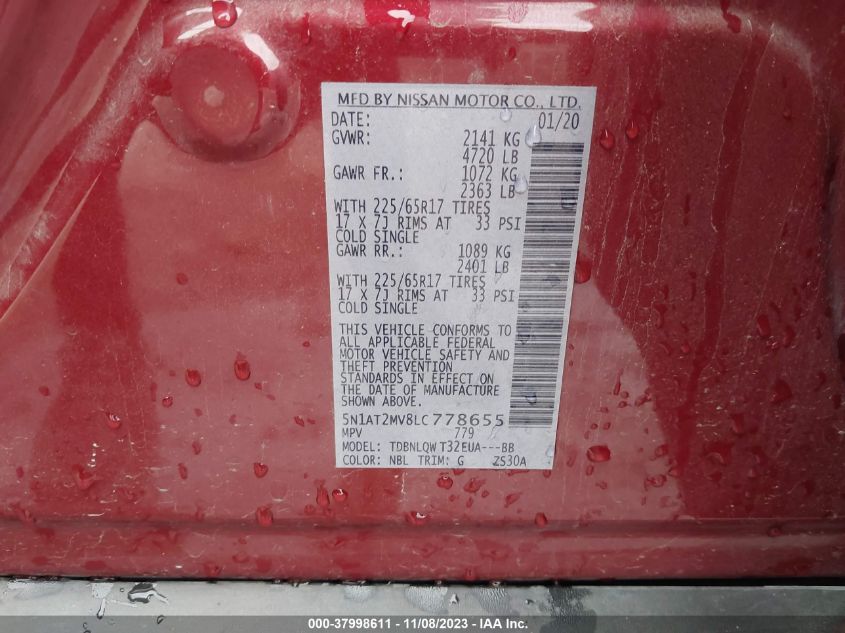 MFD BY NISSAN MOTOR CO., LTD.
DATE: 01/20
GVWR: 2141 KG
4720 LB
GAWR FR.: 1072 KG
2363 LB
WITH 225/65R17 TIRES
17 X 7J RIMS AT 33 PSI
COLD SINGLE
GAWR RR.: 1089 KG
2401 LB
WITH 225/65R17 TIRES
17 X 7J RIMS AT 33 PSI
COLD SINGLE
THIS VEHICLE CONFORMS TO
ALL APPLICABLE FEDERAL
MOTOR VEHICLE SAFETY AND
THEFT PREVENTION
STANDARDS IN EFFECT ON
THE DATE OF MANUFACTURE
SHOWN ABOVE.
5N1AT2MV8LC778655
MPV 779
MODEL: TDBNLQW T32EUA---BB
COLOR: NBL TRIM: G ZS30A
000-37998611 - 11/08/2023 - IAA Inc.